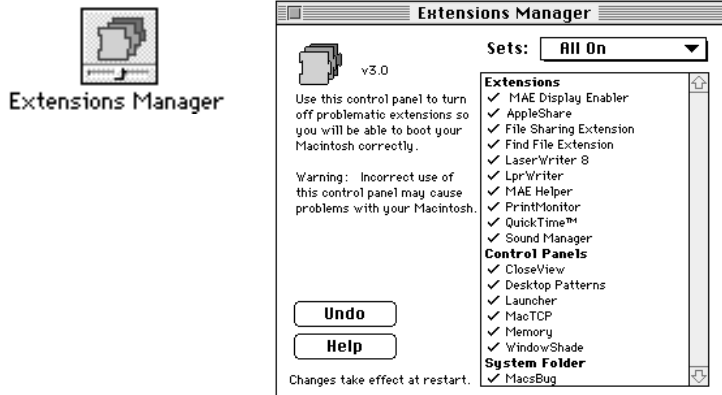 Extensions Manager
Extensions Manager
Sets: All On
v3.0
Use this control panel to turn
off problematic extensions so
you will be able to boot your
Macintosh correctly.
Warning: Incorrect use of
this control panel may cause
problems with your Macintosh.
Undo
Help
Changes take effect at restart.
Extensions
✓ MAE Display Enabler
✓ AppleShare
✓ File Sharing Extension
✓ Find File Extension
✓ LaserWriter 8
✓ LprWriter
✓ MAE Helper
✓ PrintMonitor
✓ QuickTime™
✓ Sound Manager
Control Panels
✓ CloseView
✓ Desktop Patterns
✓ Launcher
✓ MacTCP
✓ Memory
✓ WindowShade
System Folder
✓ MacsBug